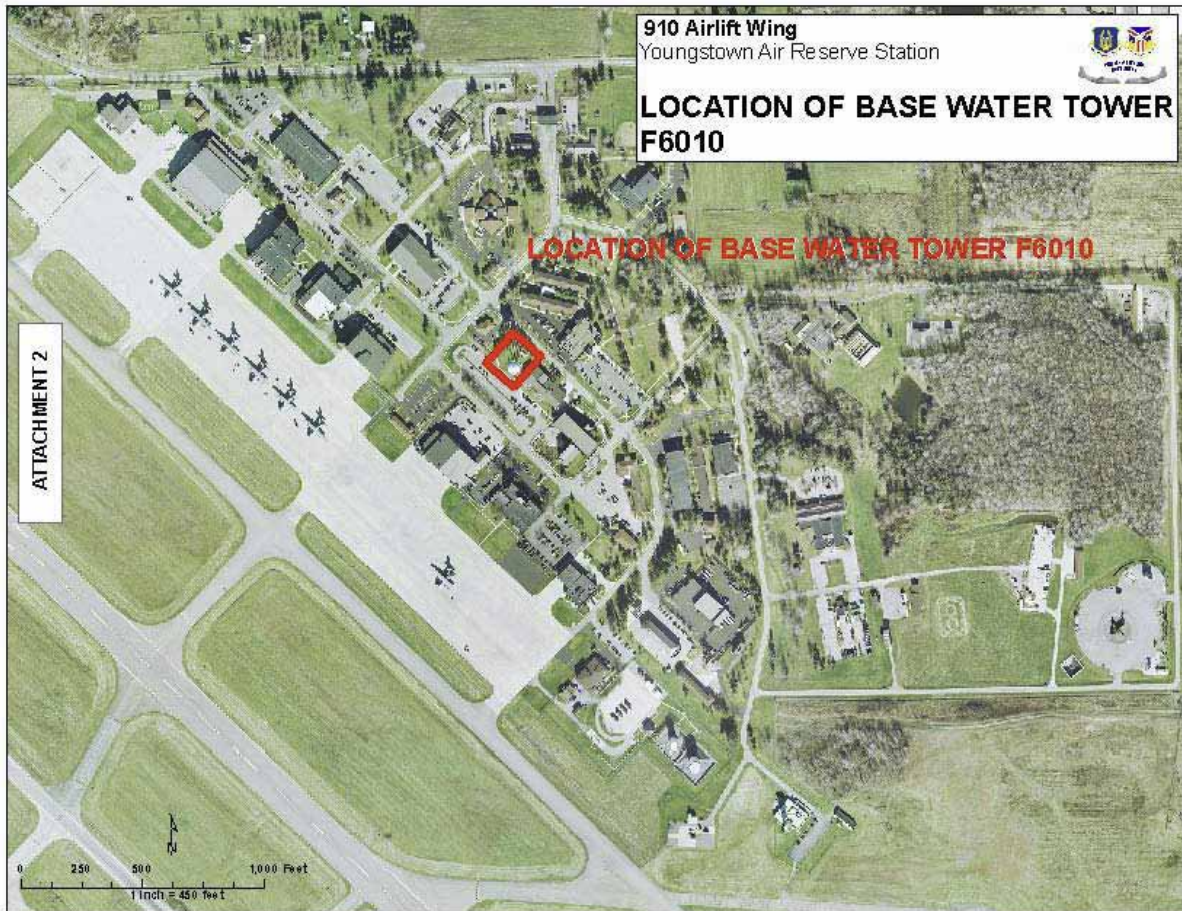 910 Airlift Wing
Youngstown Air Reserve Station
LOCATION OF BASE WATER TOWER
F6010
LOCATION OF BASE WATER TOWER F6010
ATTACHMENT 2
N
0 250 500 1,000 Feet
1 Inch = 450 feet